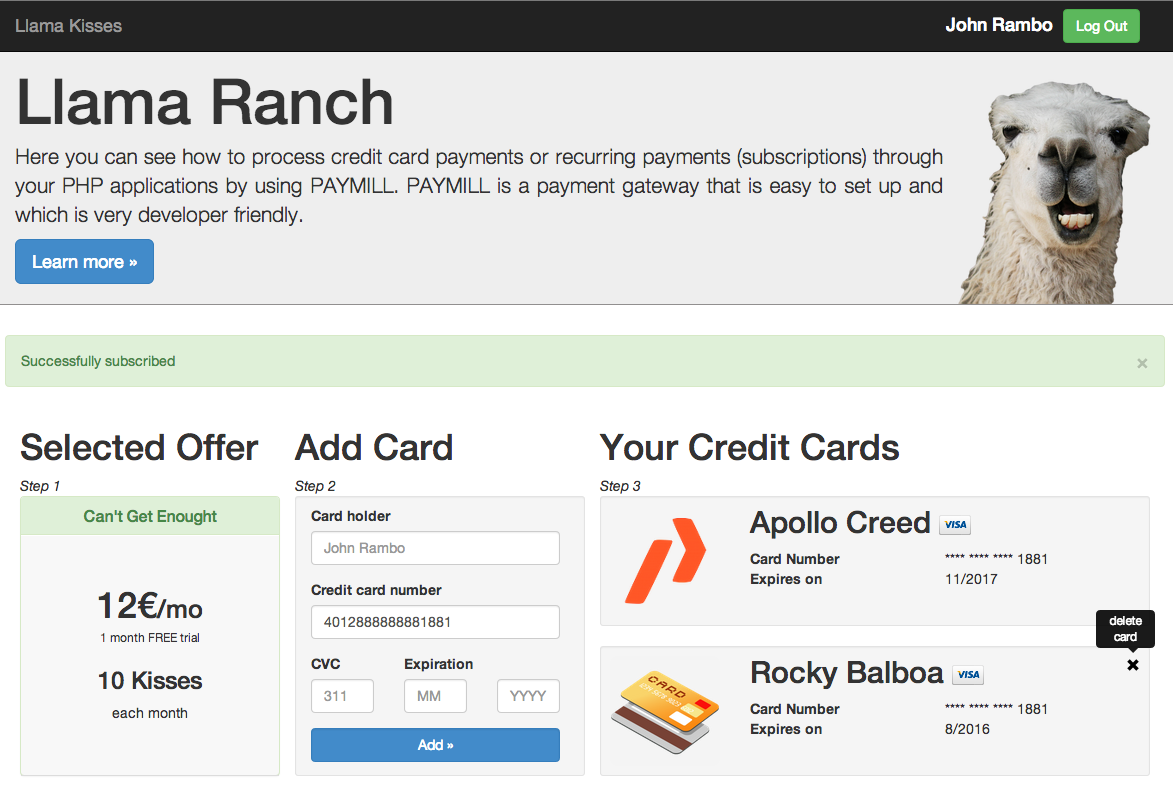 Llama Kisses
John Rambo
Log Out
Llama Ranch
Here you can see how to process credit card payments or recurring payments (subscriptions) through
your PHP applications by using PAYMILL. PAYMILL is a payment gateway that is easy to set up and
which is very developer friendly.
Learn more »
Successfully subscribed
×
Selected Offer
Step 1
Can't Get Enought
12€/mo
1 month FREE trial
10 Kisses
each month
Add Card
Step 2
Card holder
John Rambo
Credit card number
4012888888881881
CVC
Expiration
311
MM
YYYY
Add »
Your Credit Cards
Step 3
Apollo Creed VISA
Card Number **** **** **** 1881
Expires on 11/2017
delete
card
Rocky Balboa VISA
CARD
Card Number **** **** **** 1881
Expires on 8/2016